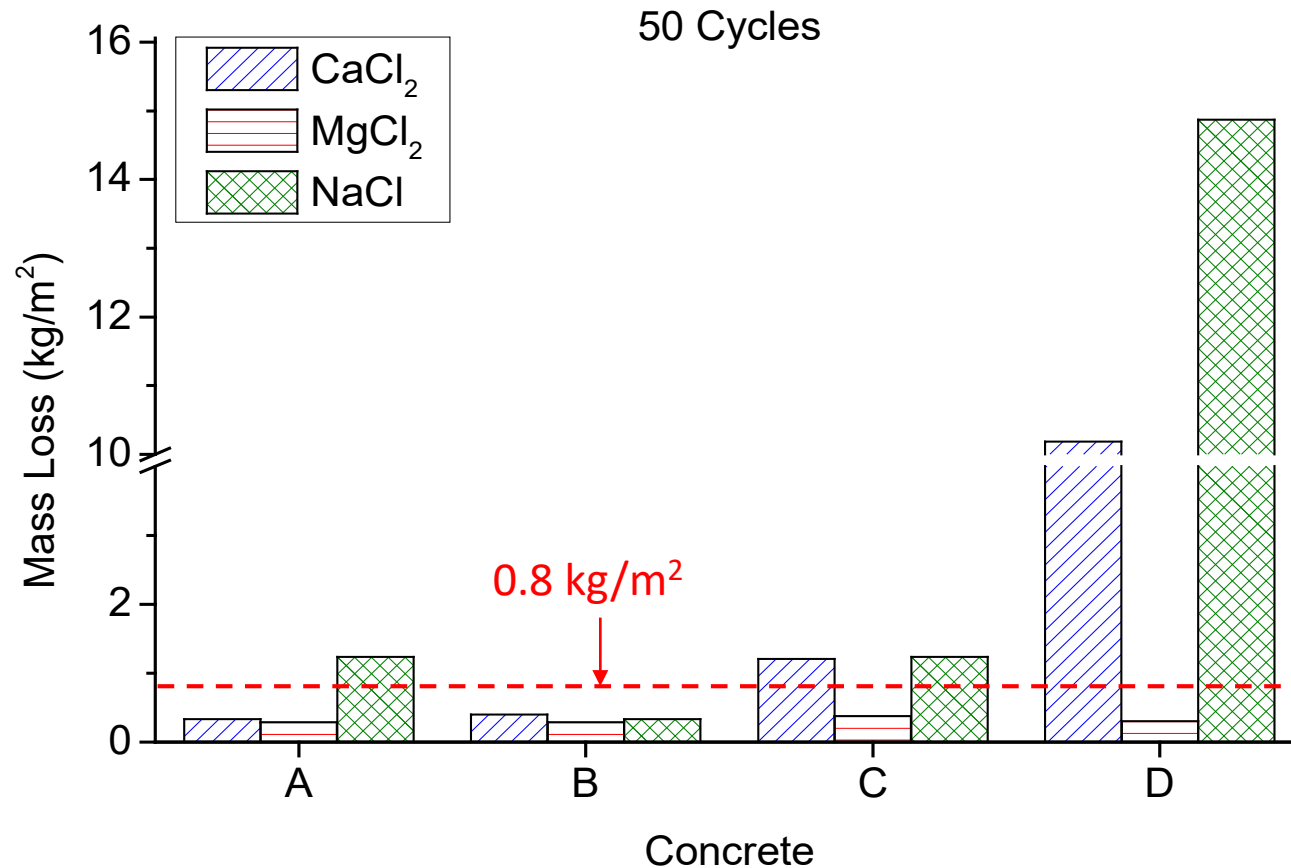 50 Cycles
CaCl₂
MgCl₂
NaCl
Mass Loss (kg/m²)
16
14
12
10
2
0
0.8 kg/m²
A B C D
Concrete